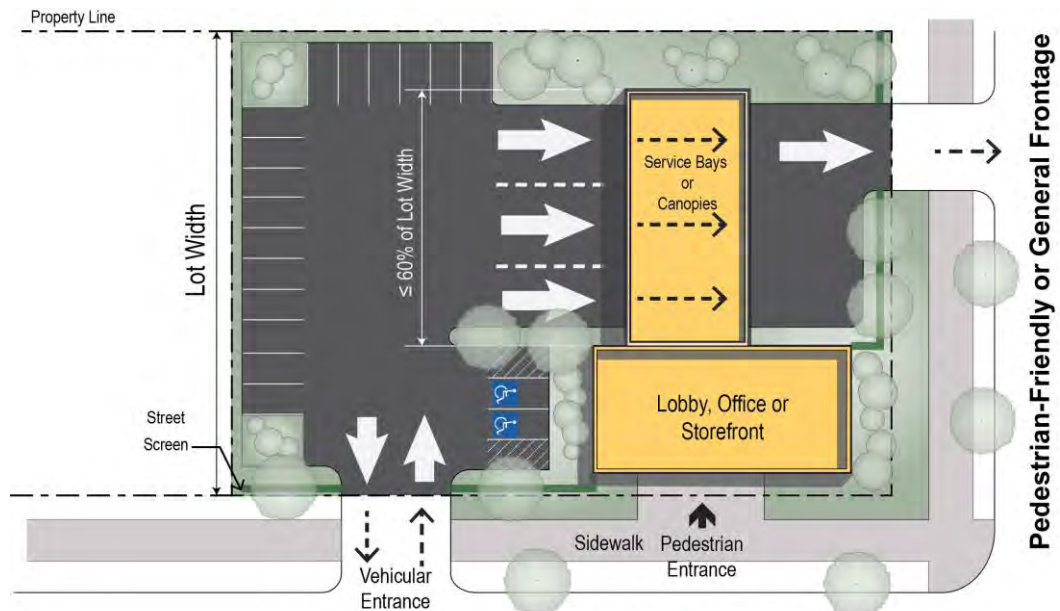 Property Line
Lot Width
≤ 60% of Lot Width
Service Bays
or
Canopies
Pedestrian-Friendly or General Frontage
Street
Screen
Lobby, Office or
Storefront
Sidewalk
Pedestrian
Entrance
Vehicular
Entrance